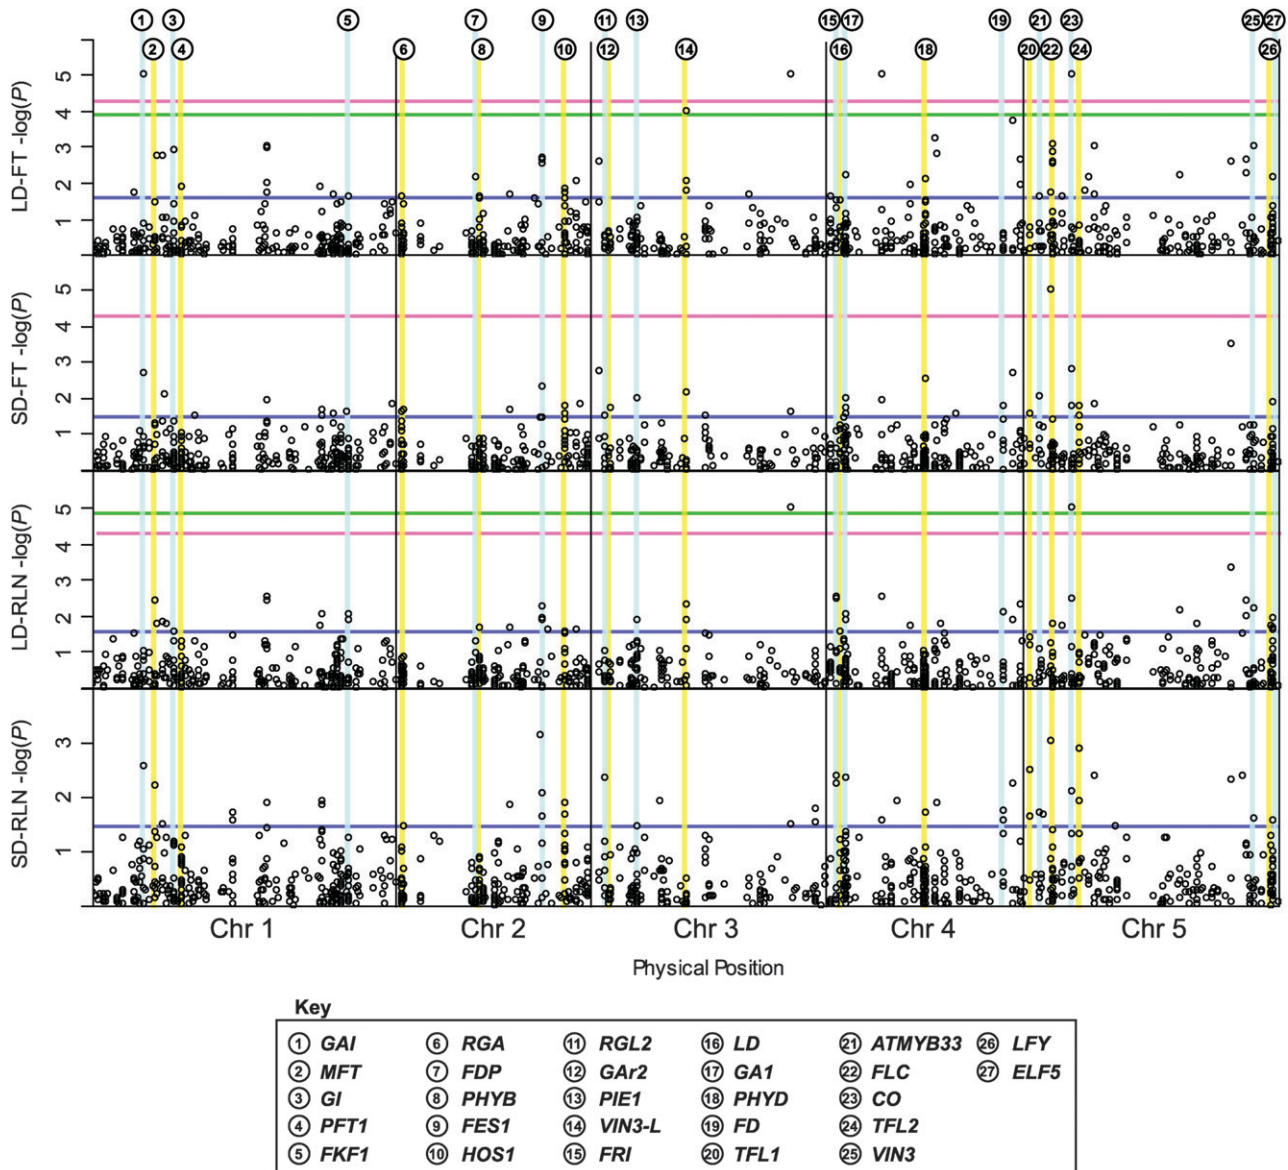 1 3 5 7 9 11 13 15 17 19 21 23 25 27
2 4 6 8 10 12 14 16 18 20 22 24 26
LD-FT -log(P)
5
4
3
2
1
SD-FT -log(P)
5
4
3
2
1
LD-RLN -log(P)
5
4
3
2
1
SD-RLN -log(P)
3
2
1
Chr 1 Chr 2 Chr 3 Chr 4 Chr 5
Physical Position
Key
1 GAI 6 RGA 11 RGL2 16 LD 21 ATMYB33 26 LFY
2 MFT 7 FDP 12 GAr2 17 GA1 22 FLC 27 ELF5
3 GI 8 PHYB 13 PIE1 18 PHYD 23 CO
4 PFT1 9 FES1 14 VIN3-L 19 FD 24 TFL2
5 FKF1 10 HOS1 15 FRI 20 TFL1 25 VIN3